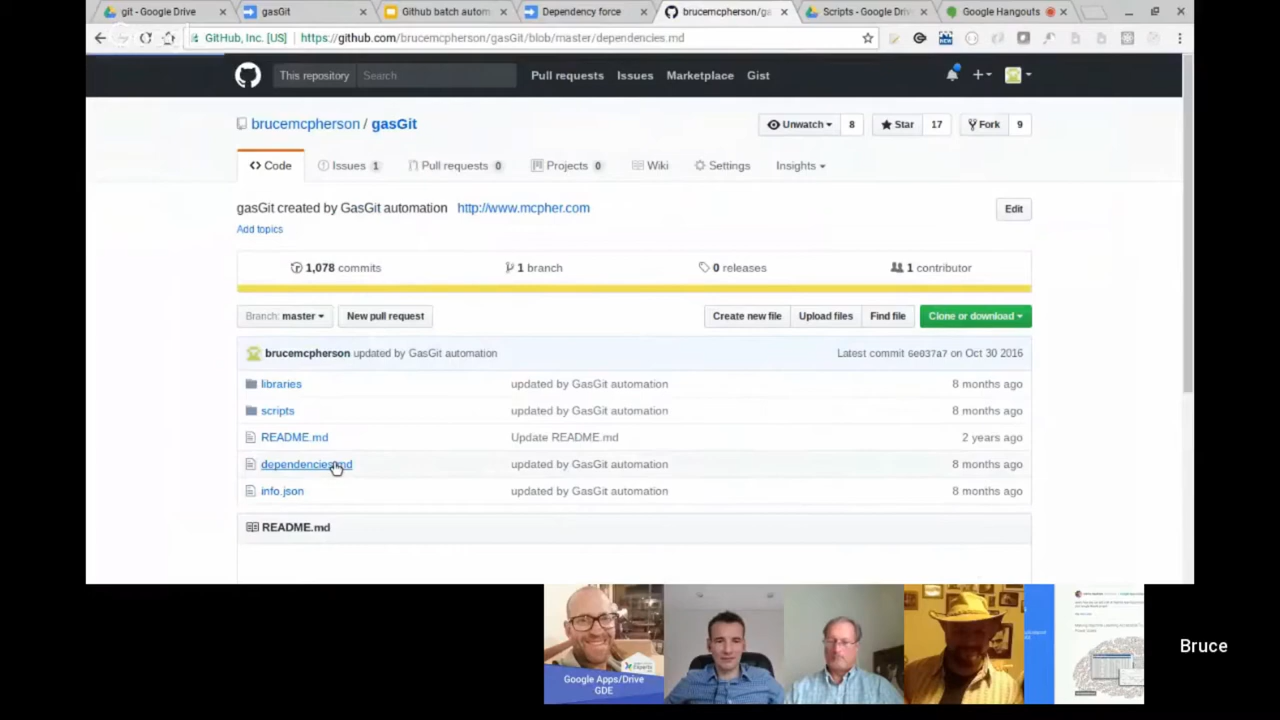 git - Google Drive
gasGit
Github batch autom
Dependency force
brucemcpherson/ga
Scripts - Google Driv
Google Hangouts
GitHub, Inc. [US]
https://github.com/brucemcpherson/gasGit/blob/master/dependencies.md
This repository
Search
Pull requests
Issues
Marketplace
Gist
brucemcpherson / gasGit
Unwatch
8
Star
17
Fork
9
Code
Issues 1
Pull requests 0
Projects 0
Wiki
Settings
Insights
gasGit created by GasGit automation http://www.mcpher.com
Edit
Add topics
1,078 commits
1 branch
0 releases
1 contributor
Branch: master
New pull request
Create new file
Upload files
Find file
Clone or download
brucemcpherson updated by GasGit automation
Latest commit 6e037a7 on Oct 30 2016
libraries
updated by GasGit automation
8 months ago
scripts
updated by GasGit automation
8 months ago
README.md
Update README.md
2 years ago
dependencies.md
updated by GasGit automation
8 months ago
info.json
updated by GasGit automation
8 months ago
README.md
Experts
Google Apps/Drive
GDE
Bruce